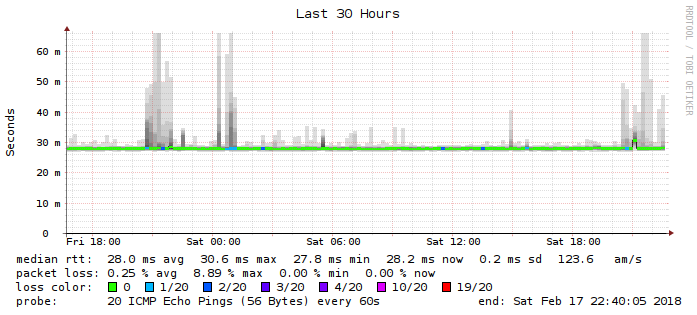 Last 30 Hours
RRDTOOL / TOBI OETIKER
Seconds
60 m
50 m
40 m
30 m
20 m
10 m
0
Fri 18:00 Sat 00:00 Sat 06:00 Sat 12:00 Sat 18:00
median rtt: 28.0 ms avg 30.6 ms max 27.8 ms min 28.2 ms now 0.2 ms sd 123.6 am/s
packet loss: 0.25 % avg 8.89 % max 0.00 % min 0.00 % now
loss color: 0 1/20 2/20 3/20 4/20 10/20 19/20
probe: 20 ICMP Echo Pings (56 Bytes) every 60s end: Sat Feb 17 22:40:05 2018